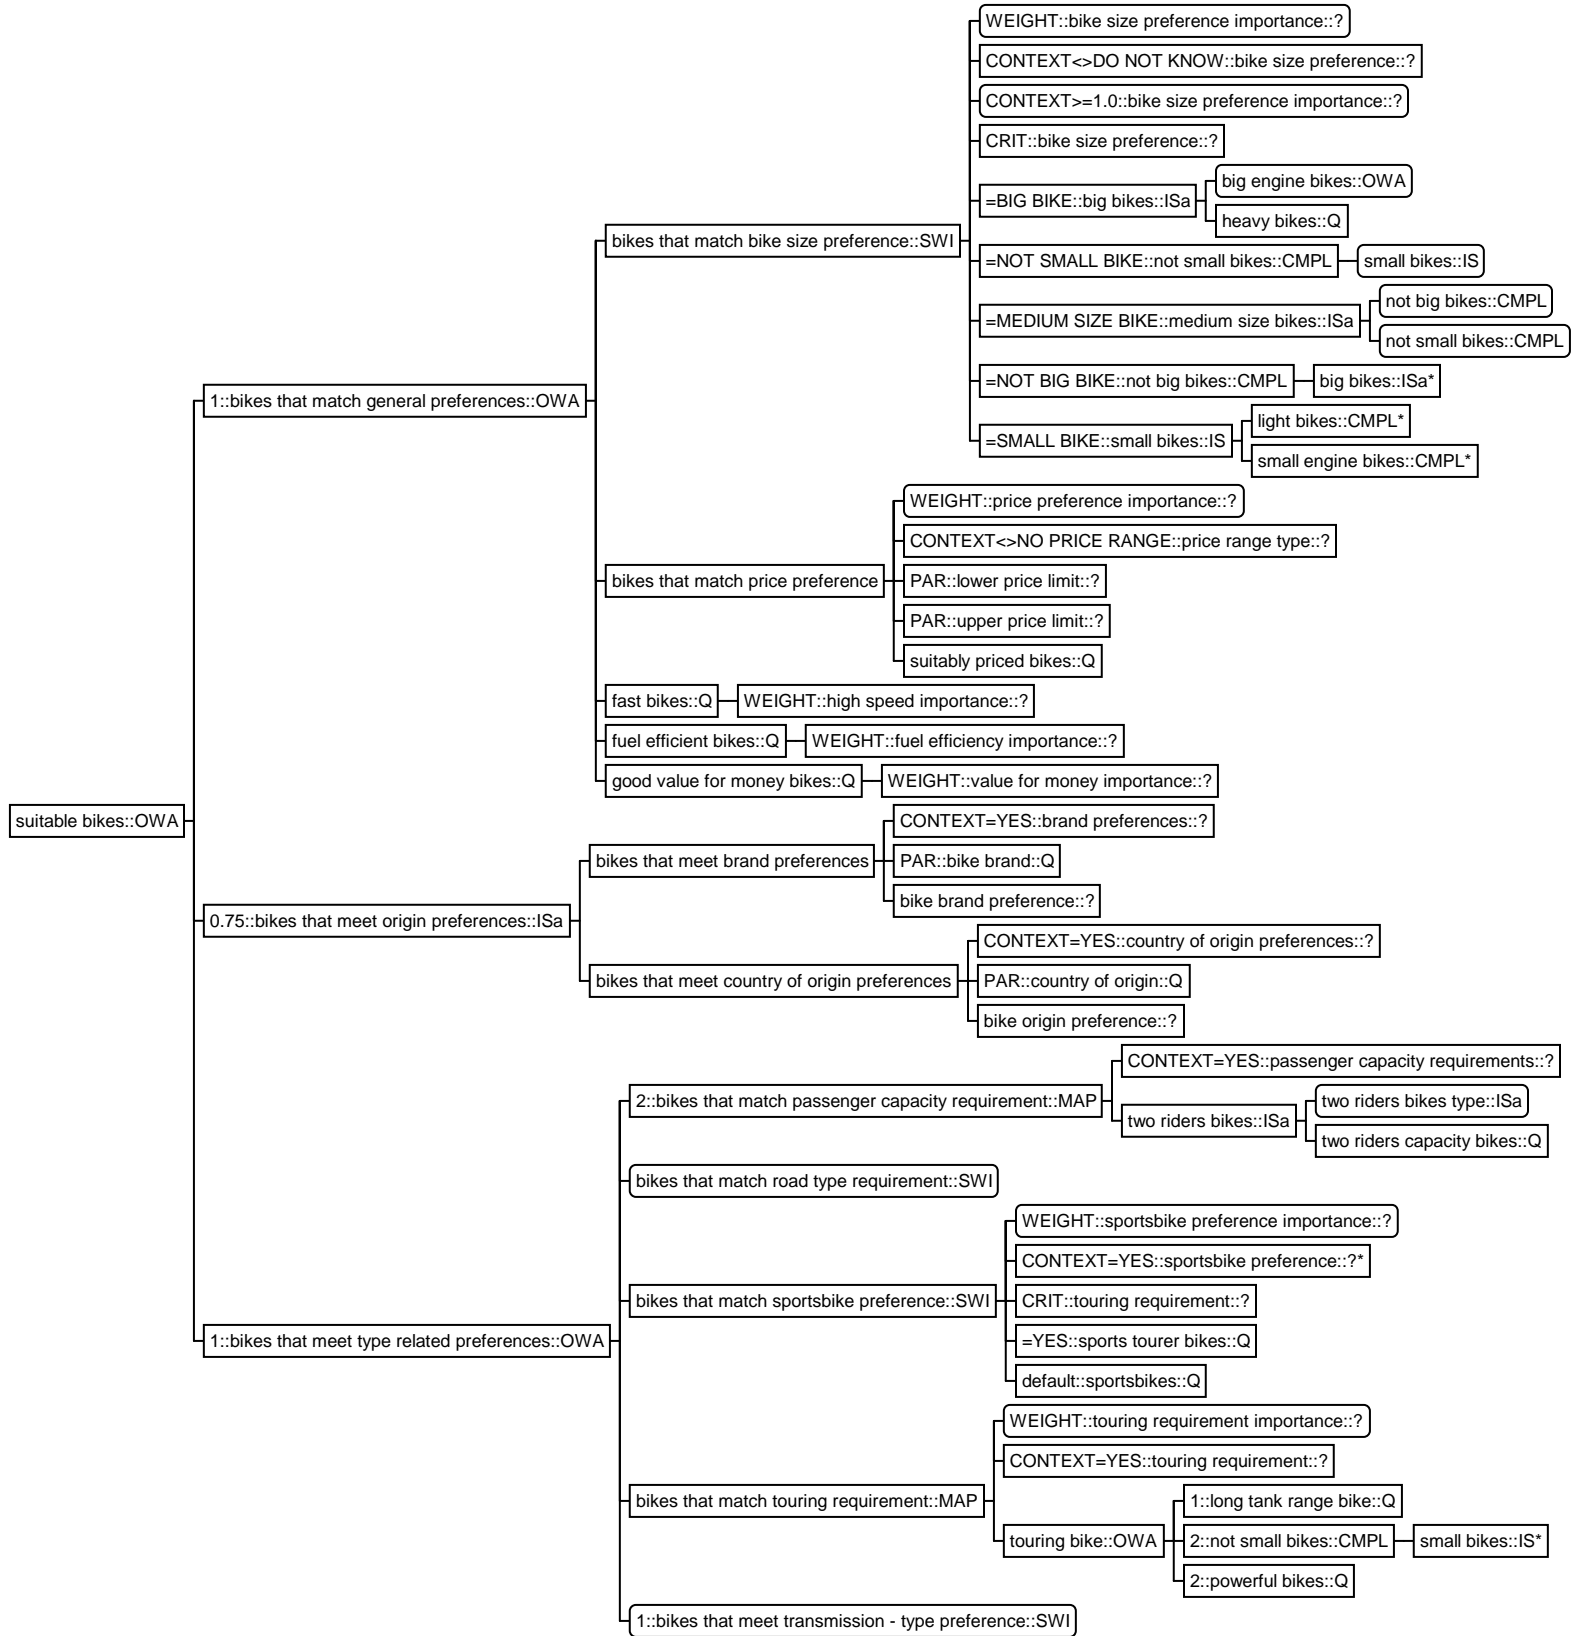 suitable bikes::OWA
1::bikes that match general preferences::OWA
bikes that match bike size preference::SWI
WEIGHT::bike size preference importance::?
CONTEXT<>DO NOT KNOW::bike size preference::?
CONTEXT>=1.0::bike size preference importance::?
CRIT::bike size preference::?
=BIG BIKE::big bikes::ISa
big engine bikes::OWA
heavy bikes::Q
=NOT SMALL BIKE::not small bikes::CMPL
small bikes::IS
=MEDIUM SIZE BIKE::medium size bikes::ISa
not big bikes::CMPL
not small bikes::CMPL
=NOT BIG BIKE::not big bikes::CMPL
big bikes::ISa*
=SMALL BIKE::small bikes::IS
light bikes::CMPL*
small engine bikes::CMPL*
bikes that match price preference
WEIGHT::price preference importance::?
CONTEXT<>NO PRICE RANGE::price range type::?
PAR::lower price limit::?
PAR::upper price limit::?
suitably priced bikes::Q
fast bikes::Q
WEIGHT::high speed importance::?
fuel efficient bikes::Q
WEIGHT::fuel efficiency importance::?
good value for money bikes::Q
WEIGHT::value for money importance::?
0.75::bikes that meet origin preferences::ISa
bikes that meet brand preferences
CONTEXT=YES::brand preferences::?
PAR::bike brand::Q
bike brand preference::?
bikes that meet country of origin preferences
CONTEXT=YES::country of origin preferences::?
PAR::country of origin::Q
bike origin preference::?
1::bikes that meet type related preferences::OWA
2::bikes that match passenger capacity requirement::MAP
CONTEXT=YES::passenger capacity requirements::?
two riders bikes::ISa
two riders bikes type::ISa
two riders capacity bikes::Q
bikes that match road type requirement::SWI
bikes that match sportsbike preference::SWI
WEIGHT::sportsbike preference importance::?
CONTEXT=YES::sportsbike preference::?*
CRIT::touring requirement::?
=YES::sports tourer bikes::Q
default::sportsbikes::Q
bikes that match touring requirement::MAP
WEIGHT::touring requirement importance::?
CONTEXT=YES::touring requirement::?
touring bike::OWA
1::long tank range bike::Q
2::not small bikes::CMPL
small bikes::IS*
2::powerful bikes::Q
1::bikes that meet transmission - type preference::SWI